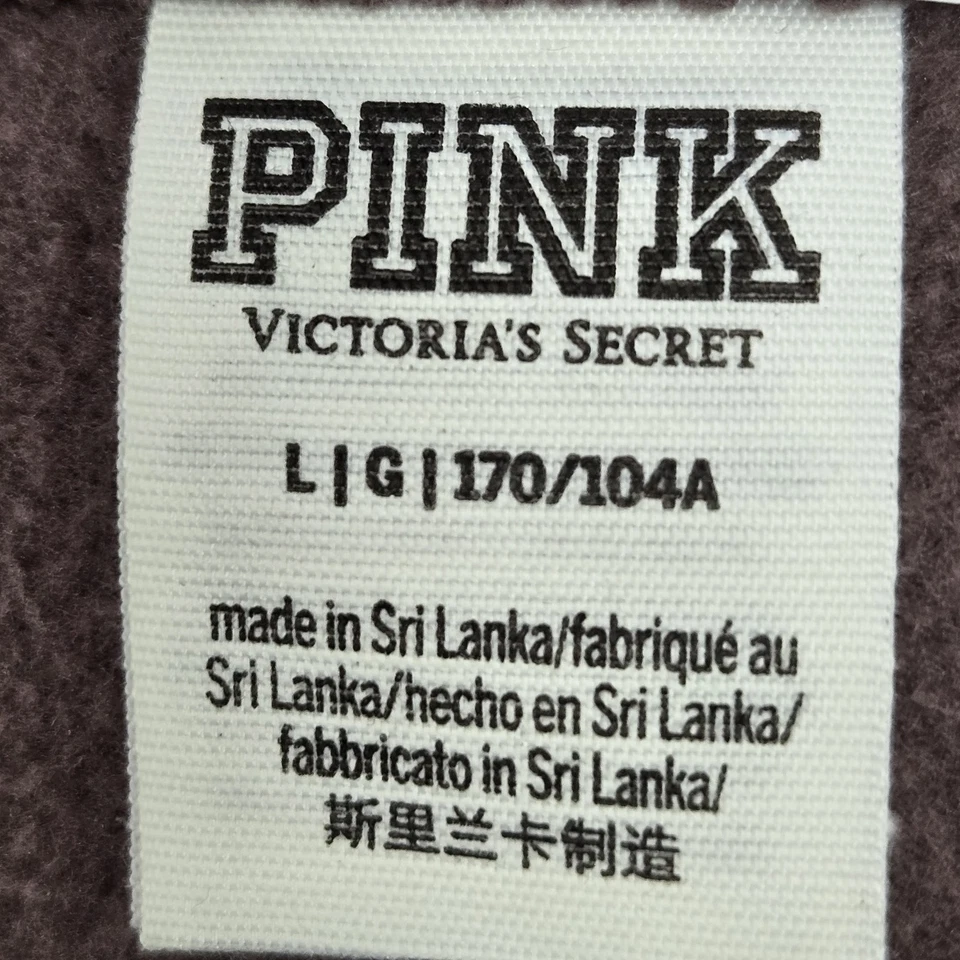 PINK
VICTORIA'S SECRET
L | G | 170/104A
made in Sri Lanka/fabriqué au
Sri Lanka/hecho en Sri Lanka/
fabbricato in Sri Lanka/
斯里兰卡制造